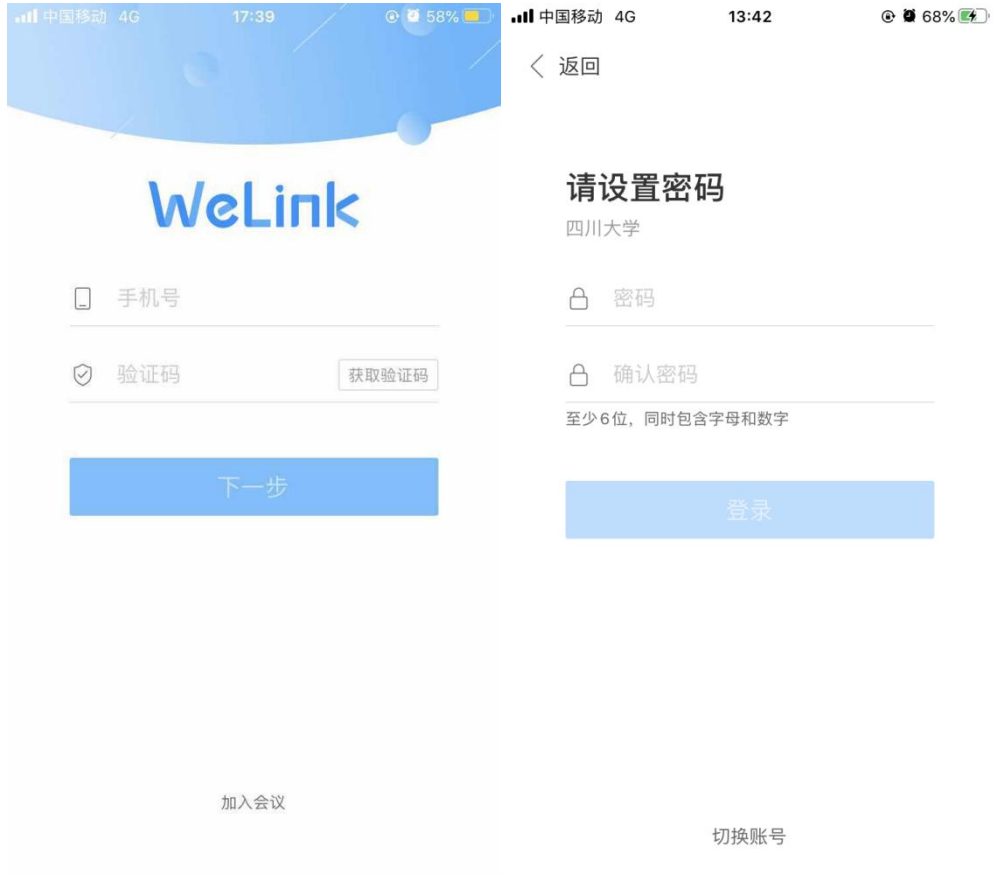 中国移动 4G 17:39 58%
WeLink
手机号
验证码 获取验证码
下一步
加入会议
中国移动 4G 13:42 68%
返回
请设置密码
四川大学
密码
确认密码
至少6位，同时包含字母和数字
登录
切换账号